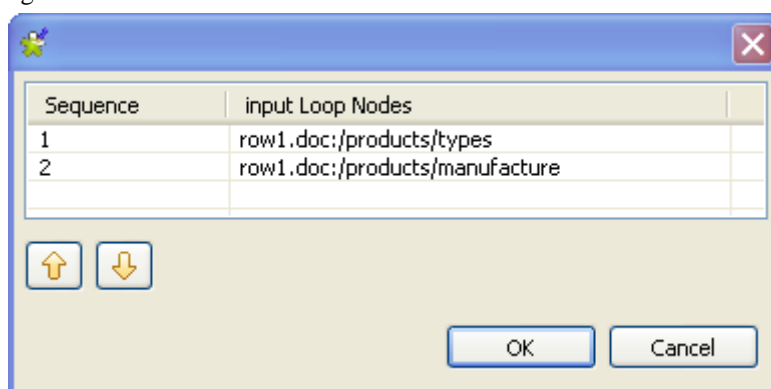 Sequence input Loop Nodes
1 row1.doc:/products/types
2 row1.doc:/products/manufacture
OK Cancel